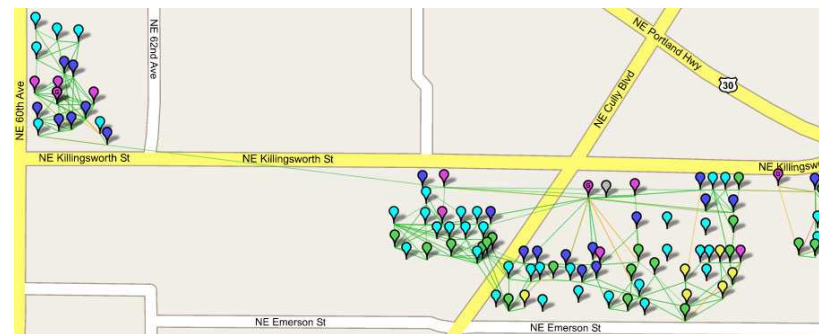 NE Portland Hwy
30
NE 62nd Ave
NE 60th Ave
NE Cully Blvd
NE Killingsworth St
NE Killingsworth St
NE Killingsw
NE Emerson St
NE Emerson St
G
G
G